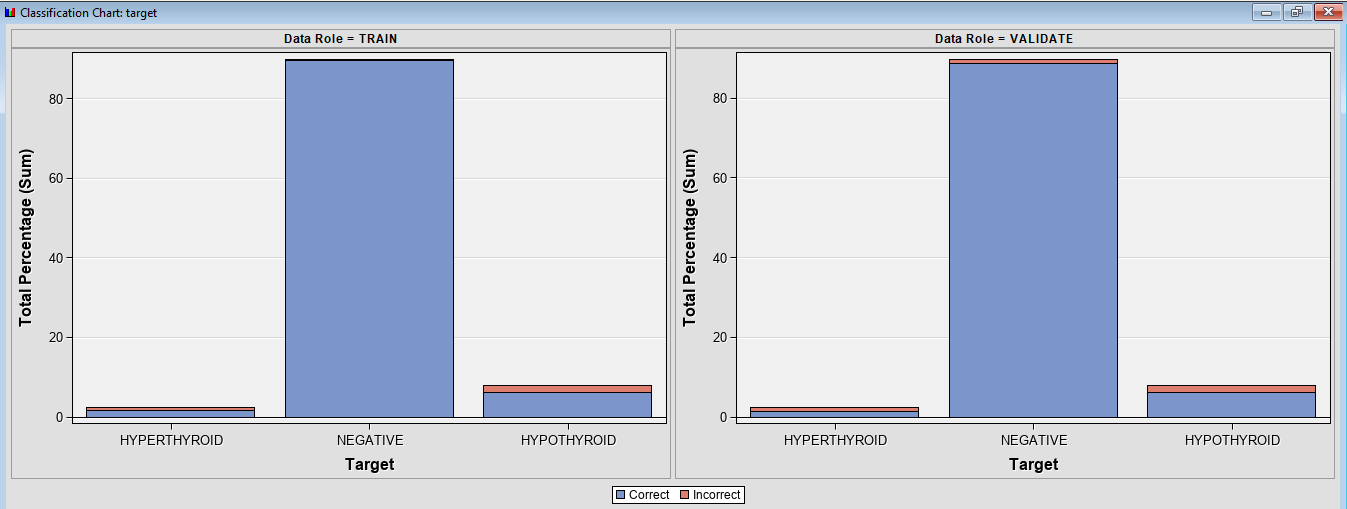 Classification Chart: target
Data Role = TRAIN
Total Percentage (Sum)
80
60
40
20
0
HYPERTHYROID NEGATIVE HYPOTHYROID
Target
Data Role = VALIDATE
Total Percentage (Sum)
80
60
40
20
0
HYPERTHYROID NEGATIVE HYPOTHYROID
Target
Correct Incorrect